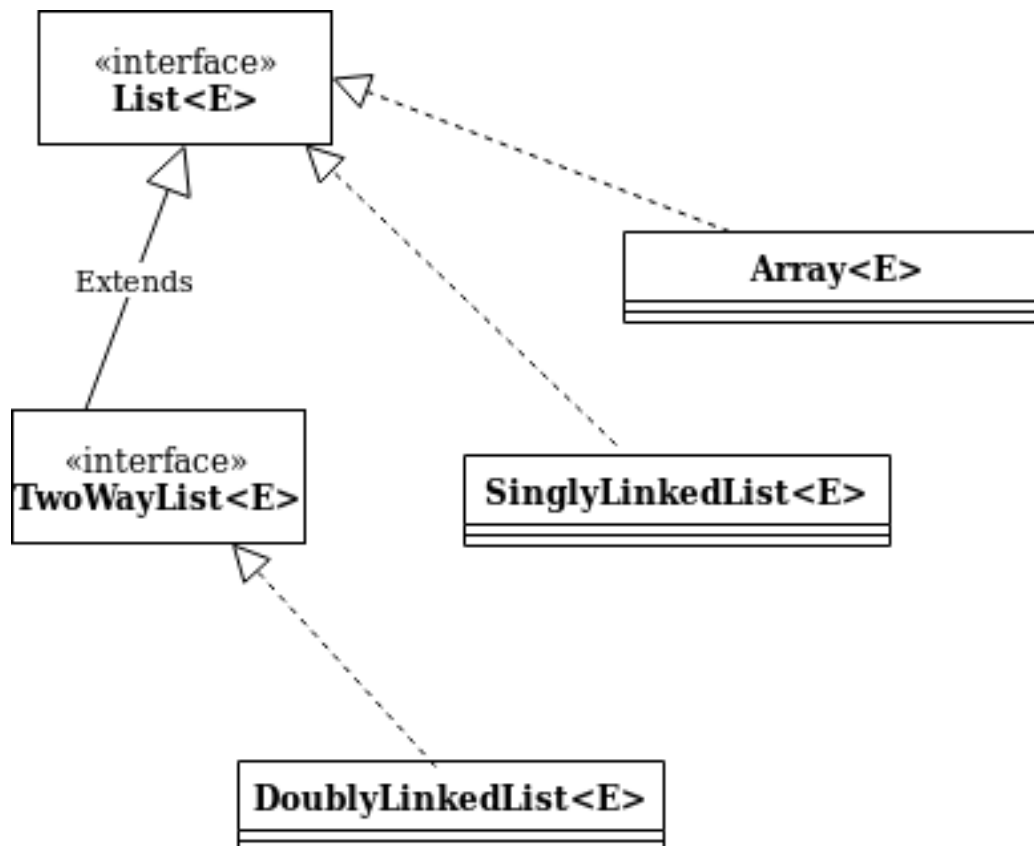 «interface»
List<E>
Array<E>
Extends
«interface»
TwoWayList<E>
SinglyLinkedList<E>
DoublyLinkedList<E>